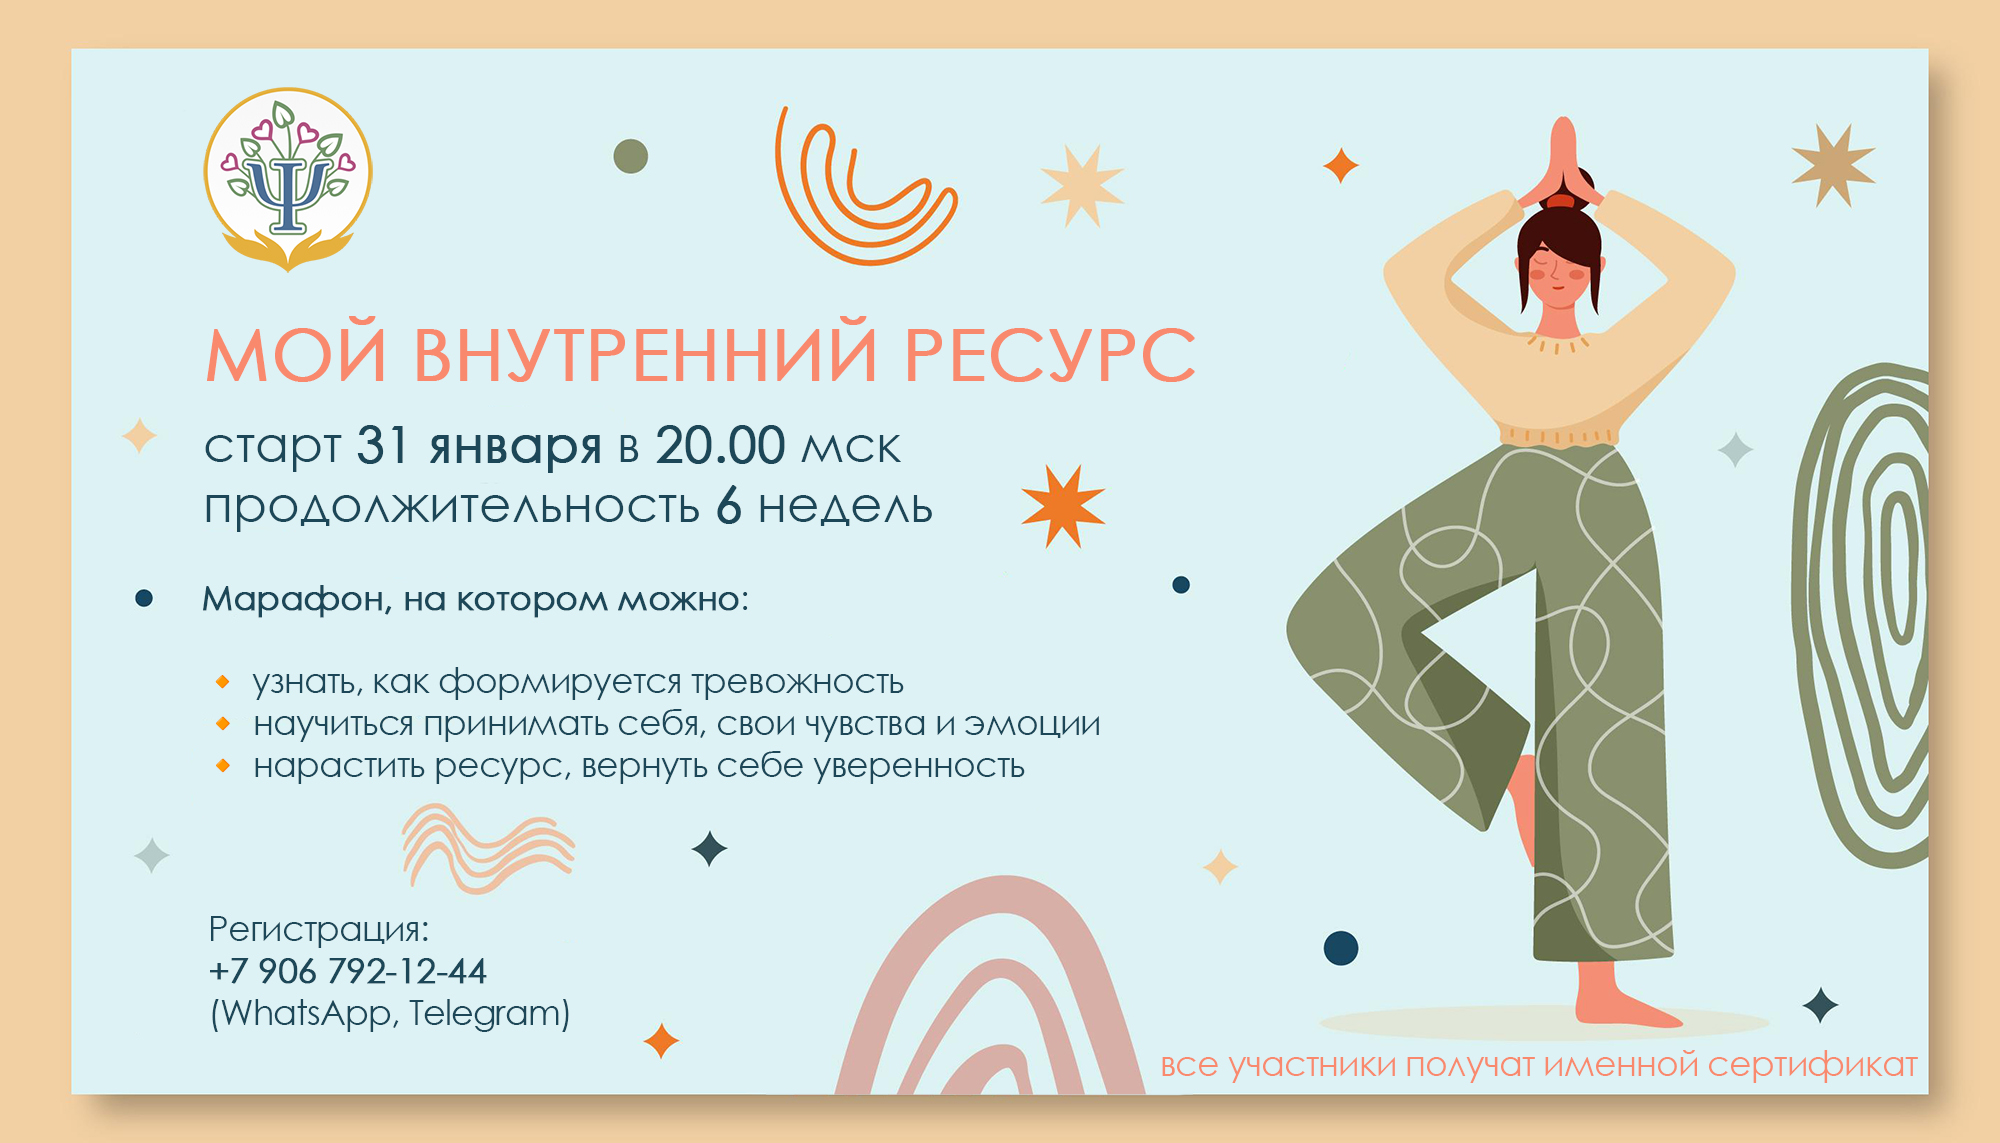 Ψ
МОЙ ВНУТРЕННИЙ РЕСУРС
старт 31 января в 20.00 мск
продолжительность 6 недель
Марафон, на котором можно:
узнать, как формируется тревожность
научиться принимать себя, свои чувства и эмоции
нарастить ресурс, вернуть себе уверенность
Регистрация:
+7 906 792-12-44
(WhatsApp, Telegram)
все участники получат именной сертификат